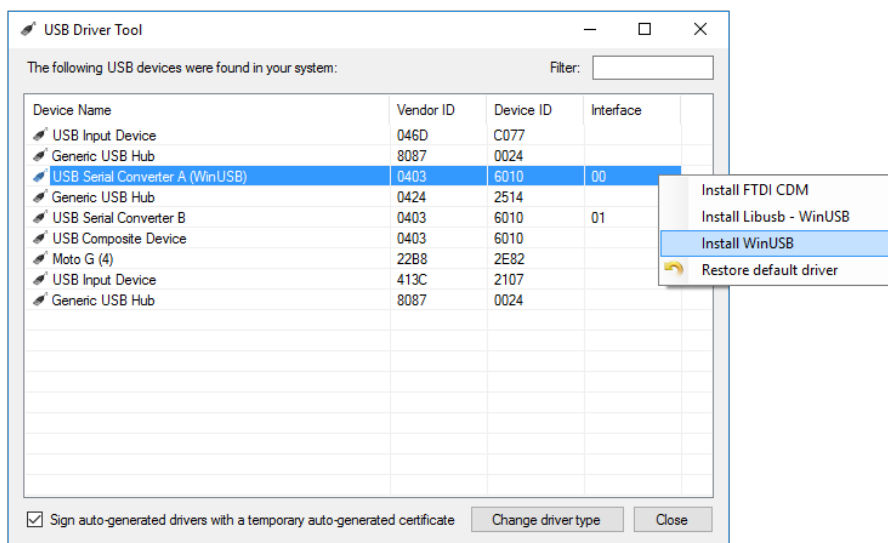 USB Driver Tool
The following USB devices were found in your system:    Filter:
Device Name    Vendor ID    Device ID    Interface
USB Input Device    046D    C077
Generic USB Hub    8087    0024
USB Serial Converter A (WinUSB)    0403    6010    00
Generic USB Hub    0424    2514
USB Serial Converter B    0403    6010    01
USB Composite Device    0403    6010
Moto G (4)    22B8    2E82
USB Input Device    413C    2107
Generic USB Hub    8087    0024
Install FTDI CDM
Install Libusb - WinUSB
Install WinUSB
Restore default driver
Sign auto-generated drivers with a temporary auto-generated certificate    Change driver type    Close